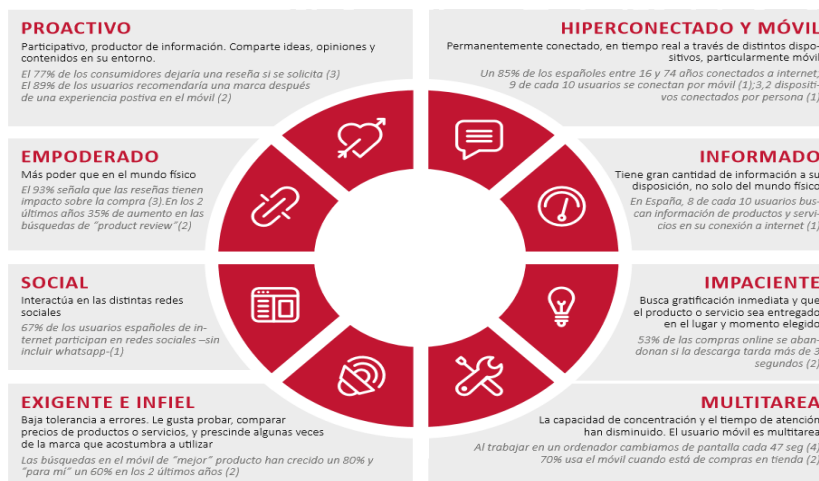 PROACTIVO
Participativo, productor de información. Comparte ideas, opiniones y
contenidos en su entorno.
El 77% de los consumidores dejaría una reseña si se solicita (3)
El 89% de los usuarios recomendaría una marca después
de una experiencia postiva en el móvil (2)
HIPERCONECTADO Y MÓVIL
Permanentemente conectado, en tiempo real a través de distintos dispo-
sitivos, particularmente móvil
Un 85% de los españoles entre 16 y 74 años conectados a internet;
9 de cada 10 usuarios se conectan por móvil (1);3,2 dispositi-
vos conectados por persona (1)
EMPODERADO
Más poder que en el mundo físico
El 93% señala que las reseñas tienen
impacto sobre la compra (3).En los 2
últimos años 35% de aumento en las
búsquedas de "product review"(2)
INFORMADO
Tiene gran cantidad de información a su
disposición, no solo del mundo físico
En España, 8 de cada 10 usuarios bus-
can información de productos y servi-
cios en su conexión a internet (1)
SOCIAL
Interactúa en las distintas redes
sociales
67% de los usuarios españoles de in-
ternet participan en redes sociales –sin
incluir whatsapp-(1)
IMPACIENTE
Busca gratificación inmediata y que
el producto o servicio sea entregado
en el lugar y momento elegido
53% de las compras online se aban-
donan si la descarga tarda más de 3
segundos (2)
EXIGENTE E INFIEL
Baja tolerancia a errores. Le gusta probar, comparar
precios de productos o servicios, y prescinde algunas veces
de la marca que acostumbra a utilizar
Las búsquedas en el móvil de "mejor" producto han crecido un 80% y
"para mi" un 60% en los 2 últimos años (2)
MULTITAREA
La capacidad de concentración y el tiempo de atención
han disminuido. El usuario móvil es multitarea
Al trabajar en un ordenador cambiamos de pantalla cada 47 seg (4)
70% usa el móvil cuando está de compras en tienda (2)